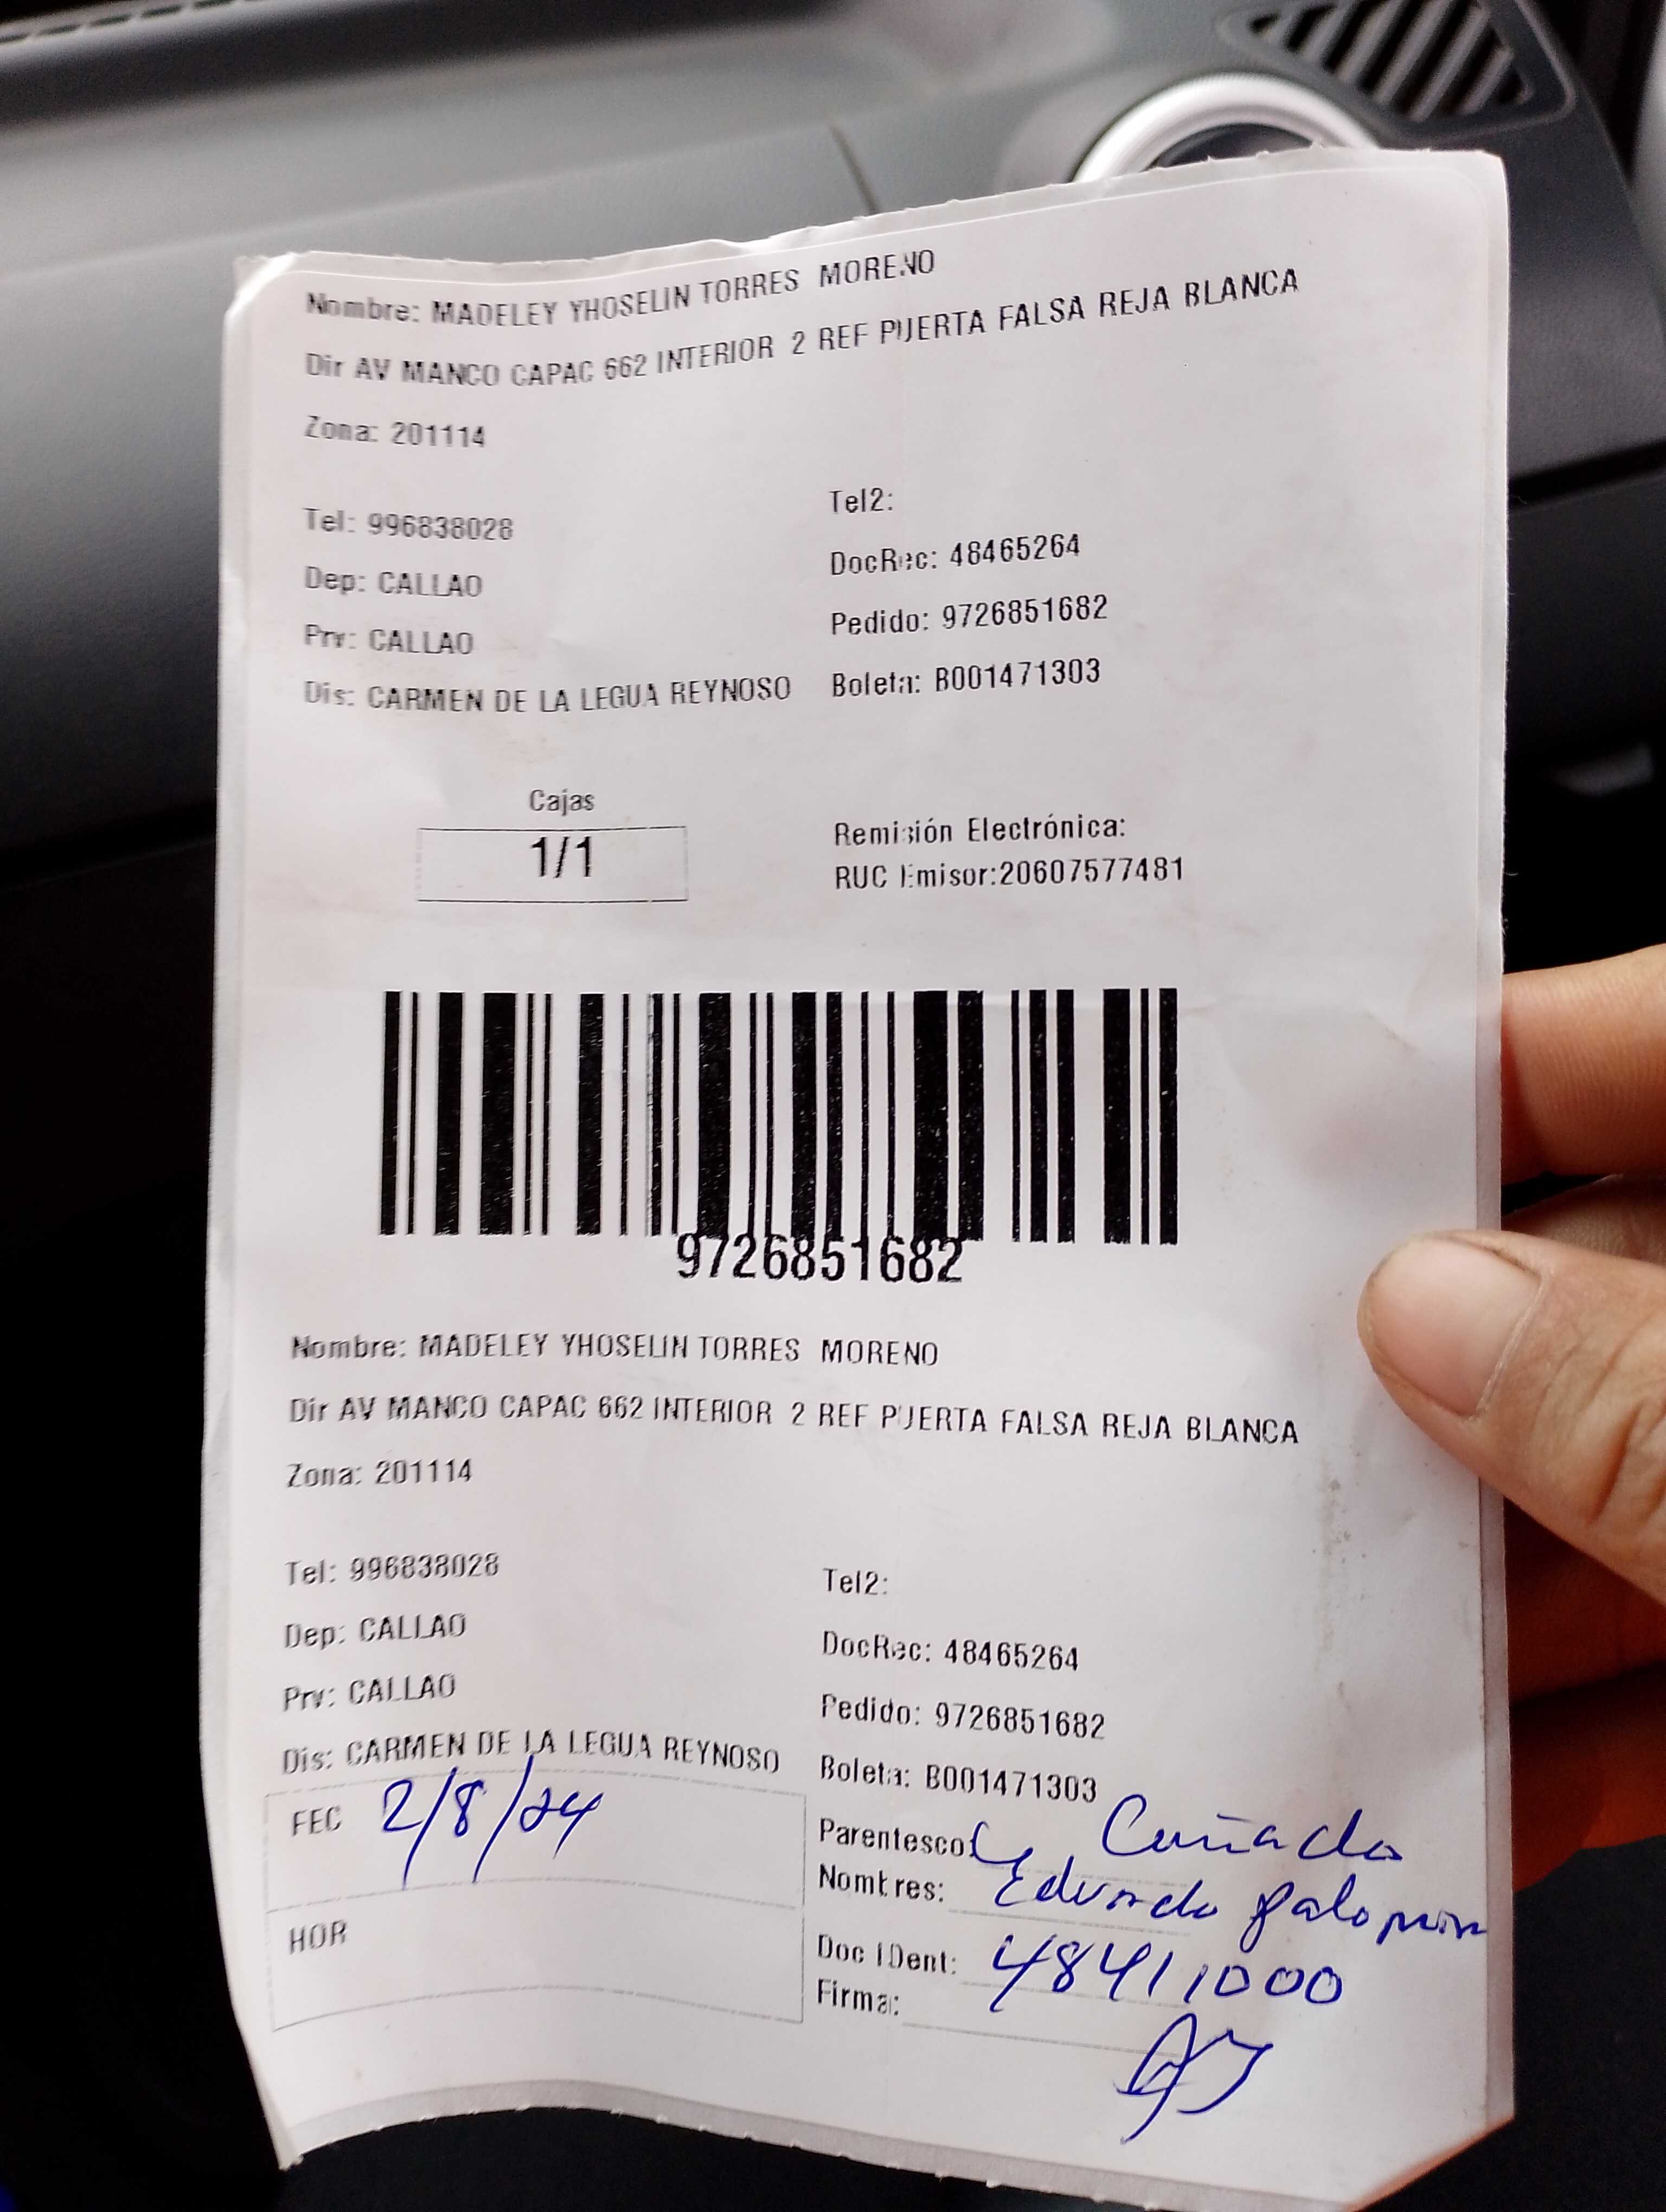 Nombre: MADELEY YHOSELIN TORRES MORENO
Dir AV MANCO CAPAC 662 INTERIOR 2 REF PUERTA FALSA REJA BLANCA
Zona: 201114
Tel: 996838028
Tel2:
Dep: CALLAO
DocRec: 48465264
Prv: CALLAO
Pedido: 9726851682
Dis: CARMEN DE LA LEGUA REYNOSO
Boleta: B001471303
Cajas
1/1
Remisión Electrónica:
RUC Emisor:20607577481
9726851682
Nombre: MADELEY YHOSELIN TORRES MORENO
Dir AV MANCO CAPAC 662 INTERIOR 2 REF PUERTA FALSA REJA BLANCA
Zona: 201114
Tel: 996838028
Tel2:
Dep: CALLAO
DocRec: 48465264
Prv: CALLAO
Pedido: 9726851682
Dis: CARMEN DE LA LEGUA REYNOSO
Boleta: B001471303
FEC 2/8/24
HOR
Parentesco: Cuñado
Nombres: Eduardo Palomin
Doc IDent: 48411000
Firma: